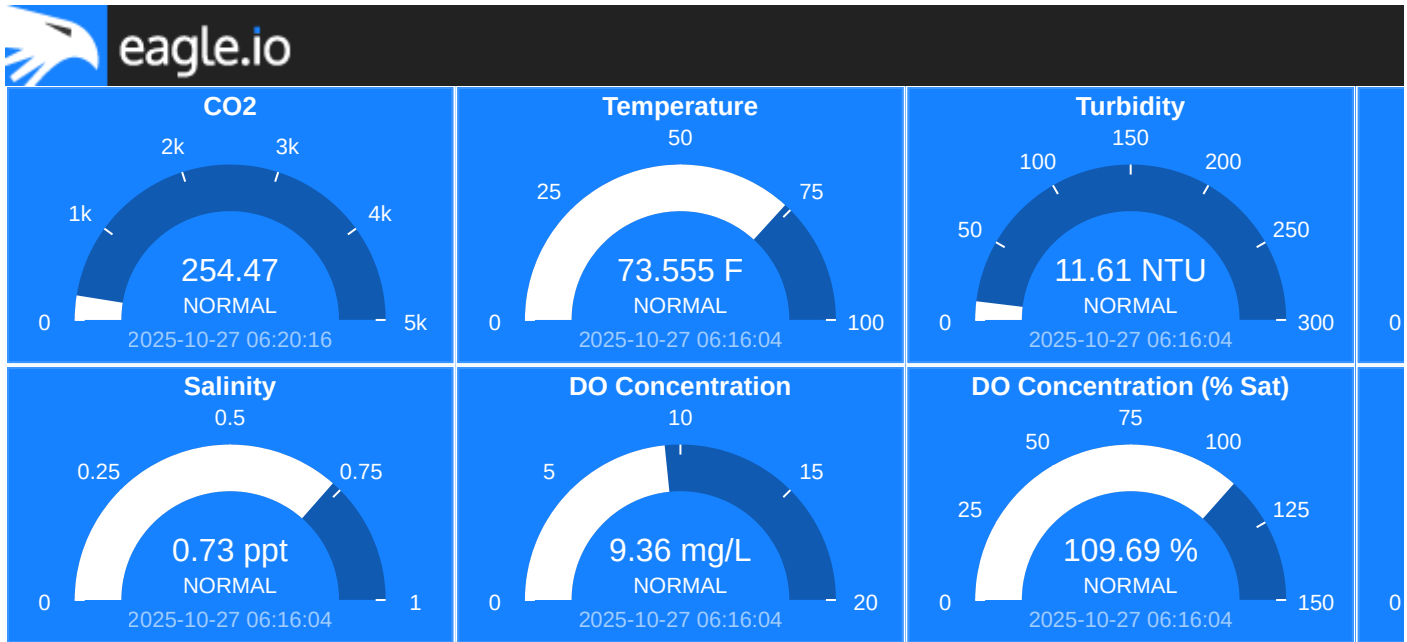 eagle.io
CO2
2k 3k
1k 4k
254.47
NORMAL
0 5k
2025-10-27 06:20:16
Temperature
50
25 75
73.555 F
NORMAL
0 100
2025-10-27 06:16:04
Turbidity
150
100 200
50 250
11.61 NTU
NORMAL
0 300
2025-10-27 06:16:04
0
Salinity
0.5
0.25 0.75
0.73 ppt
NORMAL
0 1
2025-10-27 06:16:04
DO Concentration
10
5 15
9.36 mg/L
NORMAL
0 20
2025-10-27 06:16:04
DO Concentration (% Sat)
75
50 100
25 125
109.69 %
NORMAL
0 150
2025-10-27 06:16:04
0